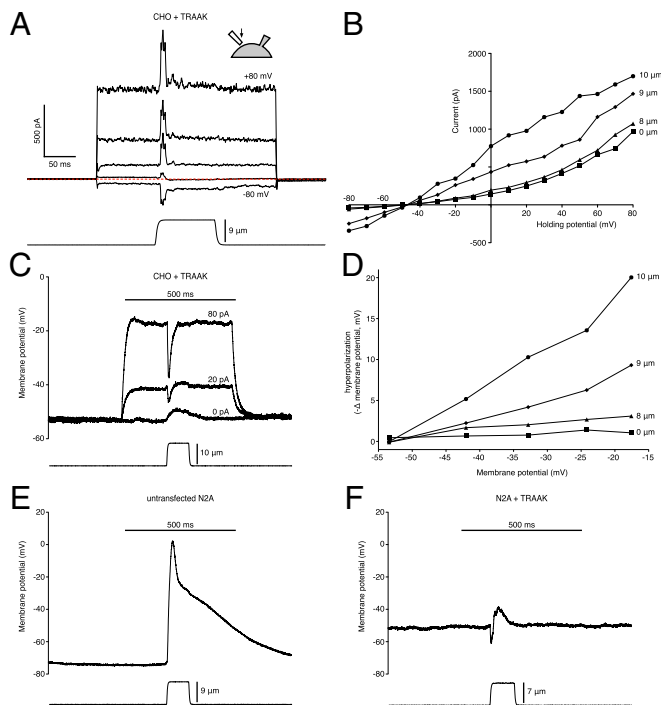 A
CHO + TRAAK
+80 mV
500 pA
50 ms
-80 mV
9 µm
B
2000
1500
1000
-500
Current (pA)
-80
-60
-40
-20
0
20
40
60
80
Holding potential (mV)
10 µm
9 µm
8 µm
0 µm
C
CHO + TRAAK
500 ms
0
-20
-40
-60
Membrane potential (mV)
80 pA
20 pA
0 pA
10 µm
D
20
15
10
5
0
hyperpolarization
(-Δ membrane potential, mV)
-55
-50
-45
-40
-35
-30
-25
-20
-15
Membrane potential (mV)
10 µm
9 µm
8 µm
0 µm
E
untransfected N2A
500 ms
20
0
-20
-40
-60
-80
Membrane potential (mV)
9 µm
F
N2A + TRAAK
500 ms
20
0
-20
-40
-60
-80
Membrane potential (mV)
7 µm